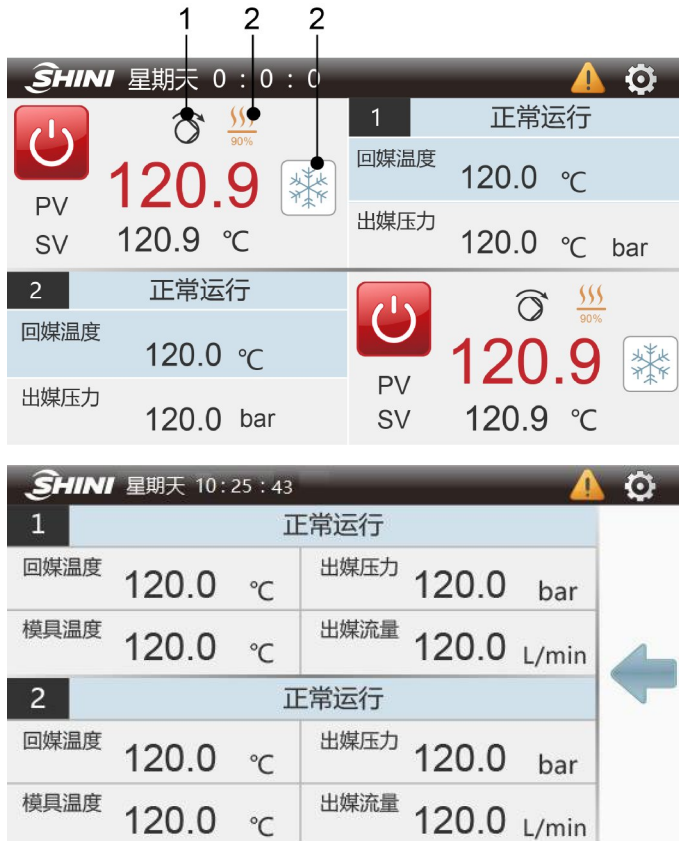 1 2 2
SHINI 星期天 0 : 0 : 0
90%
120.9
PV
SV 120.9 ℃
1 正常运行
回媒温度 120.0 ℃
出媒压力 120.0 ℃ bar
2 正常运行
回媒温度 120.0 ℃
出媒压力 120.0 bar
90%
120.9
PV
SV 120.9 ℃
SHINI 星期天 10:25:43
1 正常运行
回媒温度 120.0 ℃ 出媒压力 120.0 bar
模具温度 120.0 ℃ 出媒流量 120.0 L/min
2 正常运行
回媒温度 120.0 ℃ 出媒压力 120.0 bar
模具温度 120.0 ℃ 出媒流量 120.0 L/min